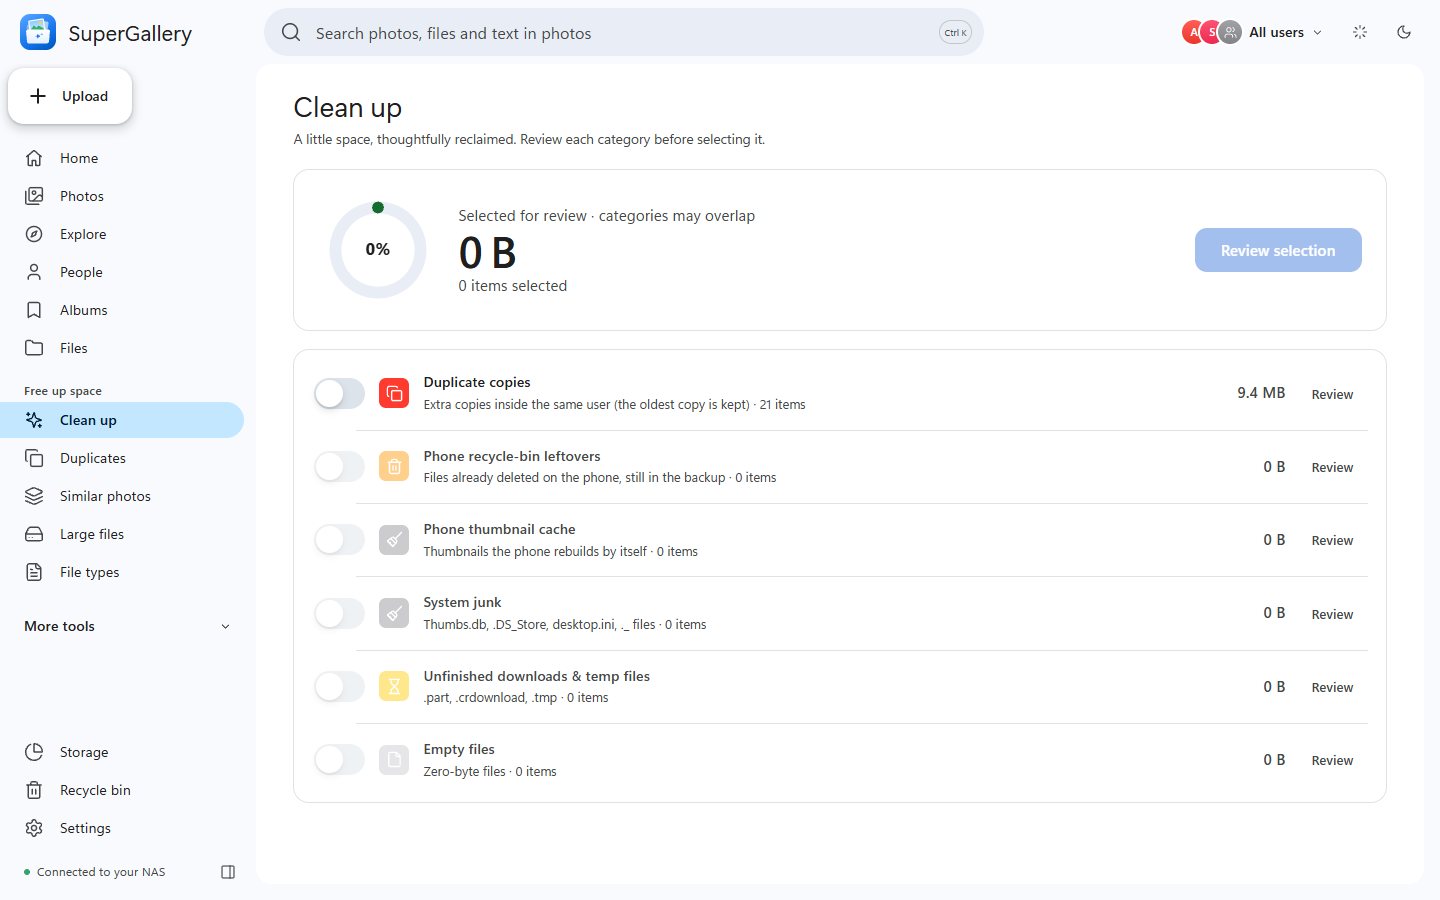 SuperGallery
Search photos, files and text in photos
Ctrl K
A S All users
Upload
Home
Photos
Explore
People
Albums
Files
Free up space
Clean up
Duplicates
Similar photos
Large files
File types
More tools
Storage
Recycle bin
Settings
Connected to your NAS
Clean up
A little space, thoughtfully reclaimed. Review each category before selecting it.
0%
Selected for review · categories may overlap
0 B
0 items selected
Review selection
Duplicate copies
Extra copies inside the same user (the oldest copy is kept) · 21 items
9.4 MB Review
Phone recycle-bin leftovers
Files already deleted on the phone, still in the backup · 0 items
0 B Review
Phone thumbnail cache
Thumbnails the phone rebuilds by itself · 0 items
0 B Review
System junk
Thumbs.db, .DS_Store, desktop.ini, ._ files · 0 items
0 B Review
Unfinished downloads & temp files
.part, .crdownload, .tmp · 0 items
0 B Review
Empty files
Zero-byte files · 0 items
0 B Review